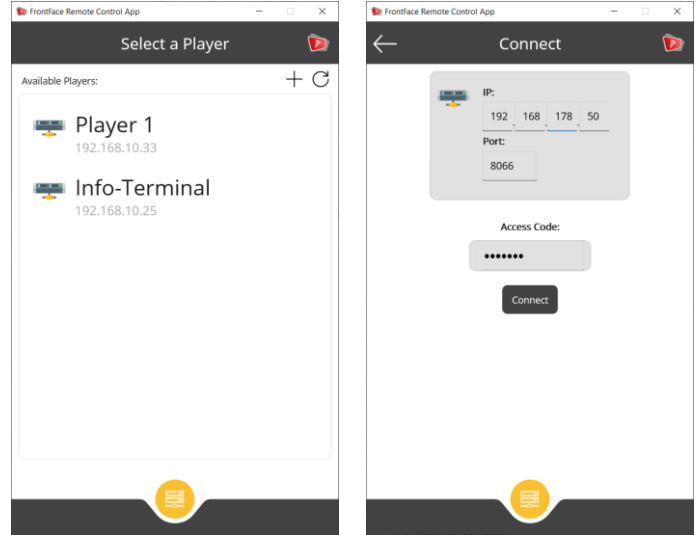 FrontFace Remote Control App
Select a Player
Available Players:
Player 1
192.168.10.33
Info-Terminal
192.168.10.25
FrontFace Remote Control App
Connect
IP:
192 . 168 . 178 . 50
Port:
8066
Access Code:
•••••••
Connect